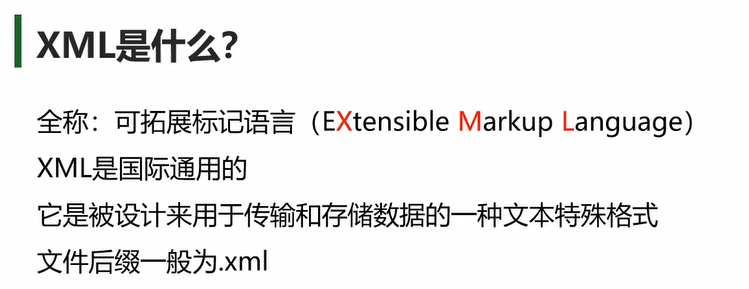 XML是什么？
全称：可拓展标记语言（EXtensible Markup Language）
XML是国际通用的
它是被设计来用于传输和存储数据的一种文本特殊格式
文件后缀一般为.xml